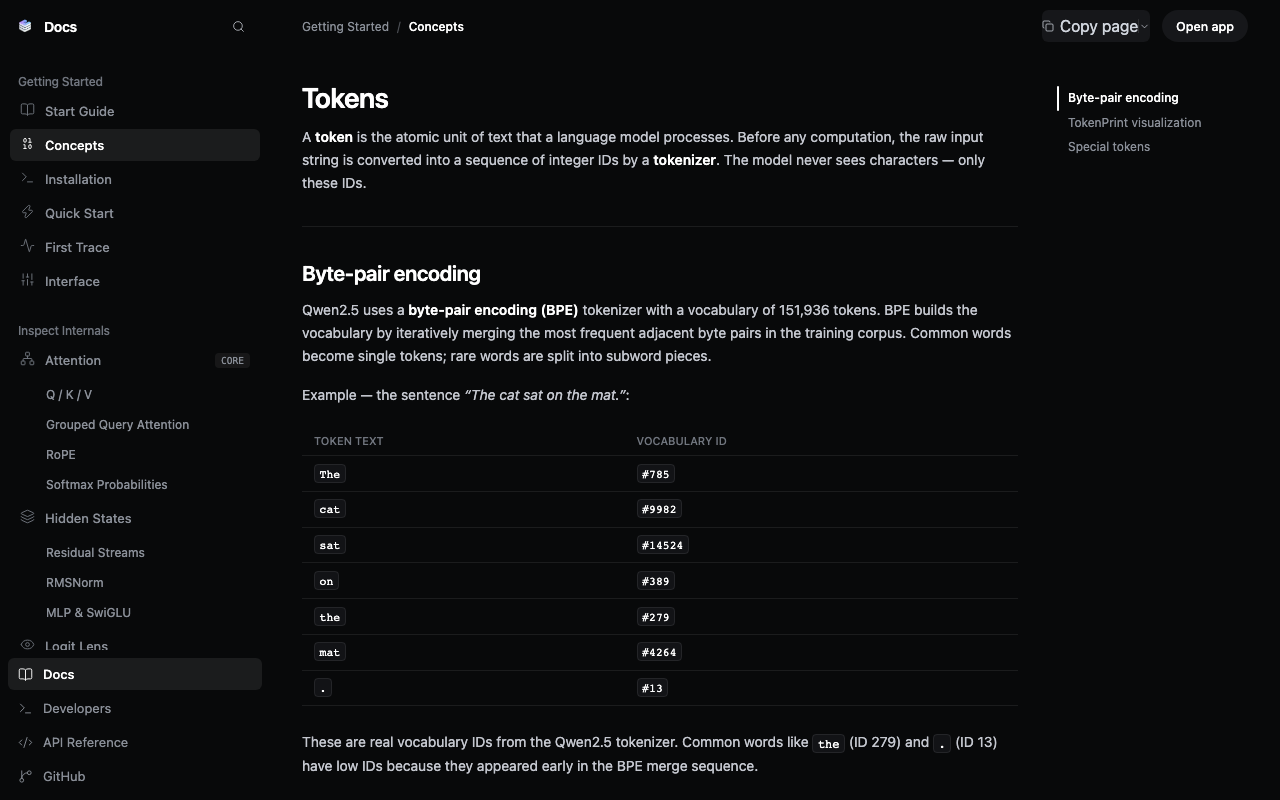 Docs
Getting Started / Concepts
Copy page
Open app
Getting Started
Start Guide
Concepts
Installation
Quick Start
First Trace
Interface
Inspect Internals
Attention CORE
Q / K / V
Grouped Query Attention
RoPE
Softmax Probabilities
Hidden States
Residual Streams
RMSNorm
MLP & SwiGLU
Logit Lens
Docs
Developers
API Reference
GitHub
Tokens
A token is the atomic unit of text that a language model processes. Before any computation, the raw input
string is converted into a sequence of integer IDs by a tokenizer. The model never sees characters — only
these IDs.
Byte-pair encoding
Qwen2.5 uses a byte-pair encoding (BPE) tokenizer with a vocabulary of 151,936 tokens. BPE builds the
vocabulary by iteratively merging the most frequent adjacent byte pairs in the training corpus. Common words
become single tokens; rare words are split into subword pieces.
Example — the sentence “The cat sat on the mat.”:
TOKEN TEXT VOCABULARY ID
The #785
cat #9982
sat #14524
on #389
the #279
mat #4264
. #13
These are real vocabulary IDs from the Qwen2.5 tokenizer. Common words like the (ID 279) and . (ID 13)
have low IDs because they appeared early in the BPE merge sequence.
Byte-pair encoding
TokenPrint visualization
Special tokens